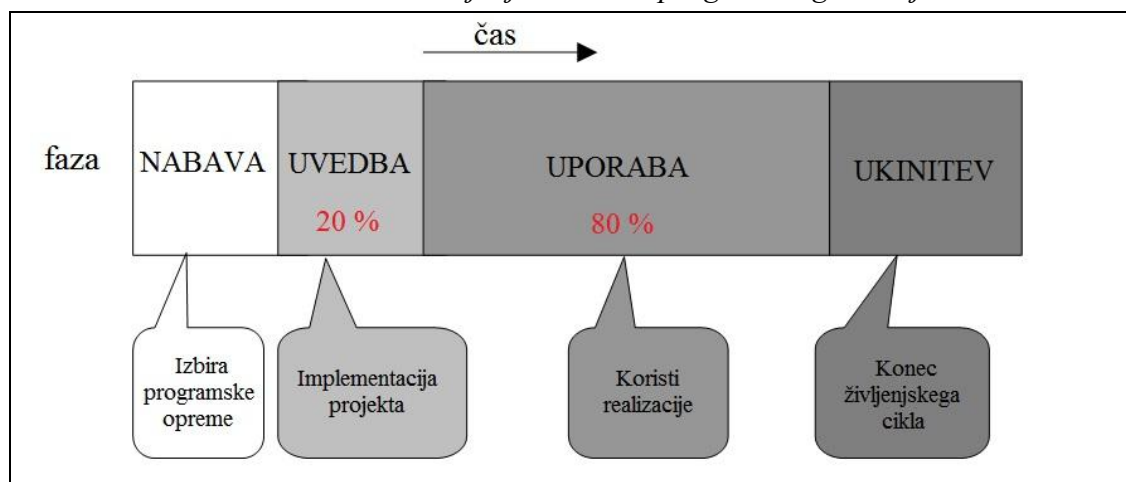 čas
faza
NABAVA
UVEDBA
UPORABA
UKINITEV
20 %
80 %
Izbira
programske
opreme
Implementacija
projekta
Koristi
realizacije
Konec
življenjskega
cikla